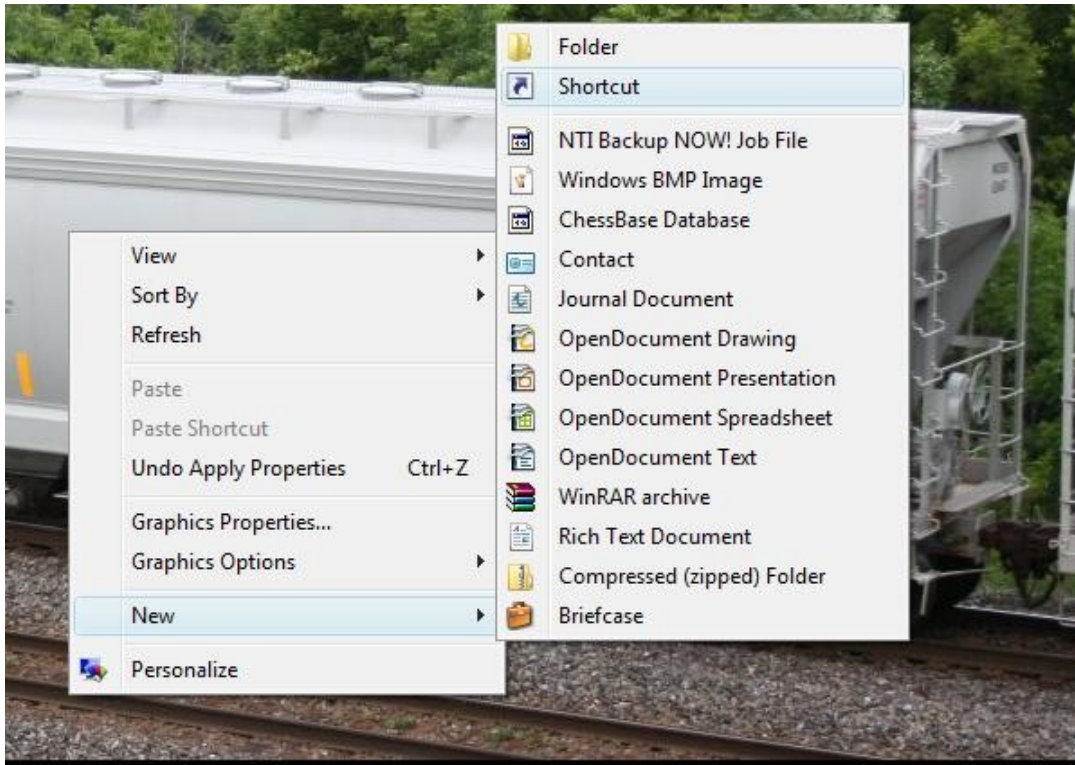 View
Sort By
Refresh
Paste
Paste Shortcut
Undo Apply Properties Ctrl+Z
Graphics Properties...
Graphics Options
New
Personalize
Folder
Shortcut
NTI Backup NOW! Job File
Windows BMP Image
ChessBase Database
Contact
Journal Document
OpenDocument Drawing
OpenDocument Presentation
OpenDocument Spreadsheet
OpenDocument Text
WinRAR archive
Rich Text Document
Compressed (zipped) Folder
Briefcase